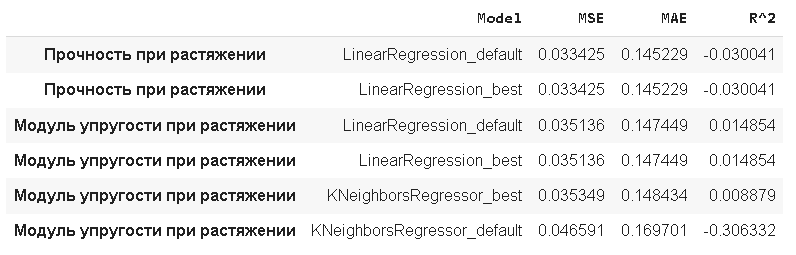 Model MSE MAE R^2
Прочность при растяжении LinearRegression_default 0.033425 0.145229 -0.030041
Прочность при растяжении LinearRegression_best 0.033425 0.145229 -0.030041
Модуль упругости при растяжении LinearRegression_default 0.035136 0.147449 0.014854
Модуль упругости при растяжении LinearRegression_best 0.035136 0.147449 0.014854
Модуль упругости при растяжении KNeighborsRegressor_best 0.035349 0.148434 0.008879
Модуль упругости при растяжении KNeighborsRegressor_default 0.046591 0.169701 -0.306332